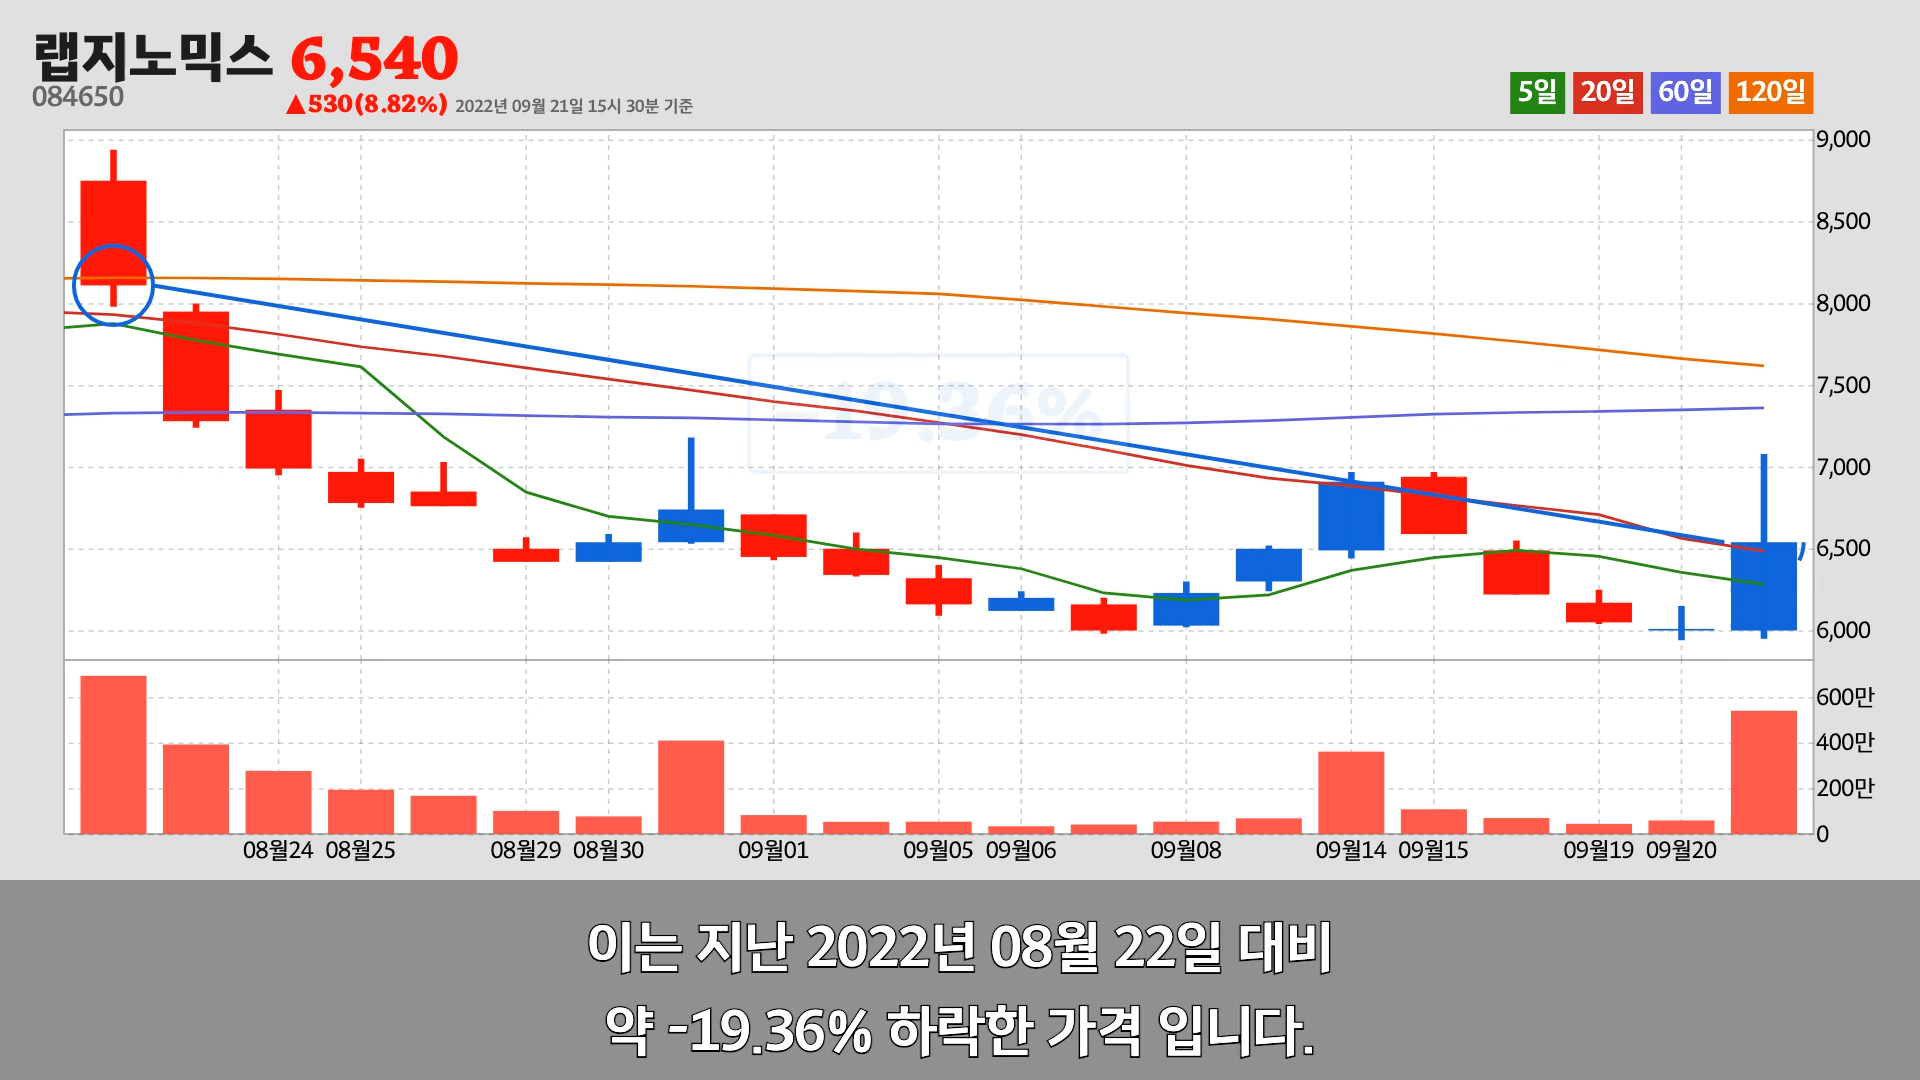 랩지노믹스 6,540
084650
▲530(8.82%) 2022년 09월 21일 15시 30분 기준
5일 20일 60일 120일
9,000
8,500
8,000
7,500
7,000
6,500
6,000
-19.36%
600만
400만
200만
0
08월24 08월25 08월29 08월30 09월01 09월05 09월06 09월08 09월14 09월15 09월19 09월20
이는 지난 2022년 08월 22일 대비
약 -19.36% 하락한 가격 입니다.